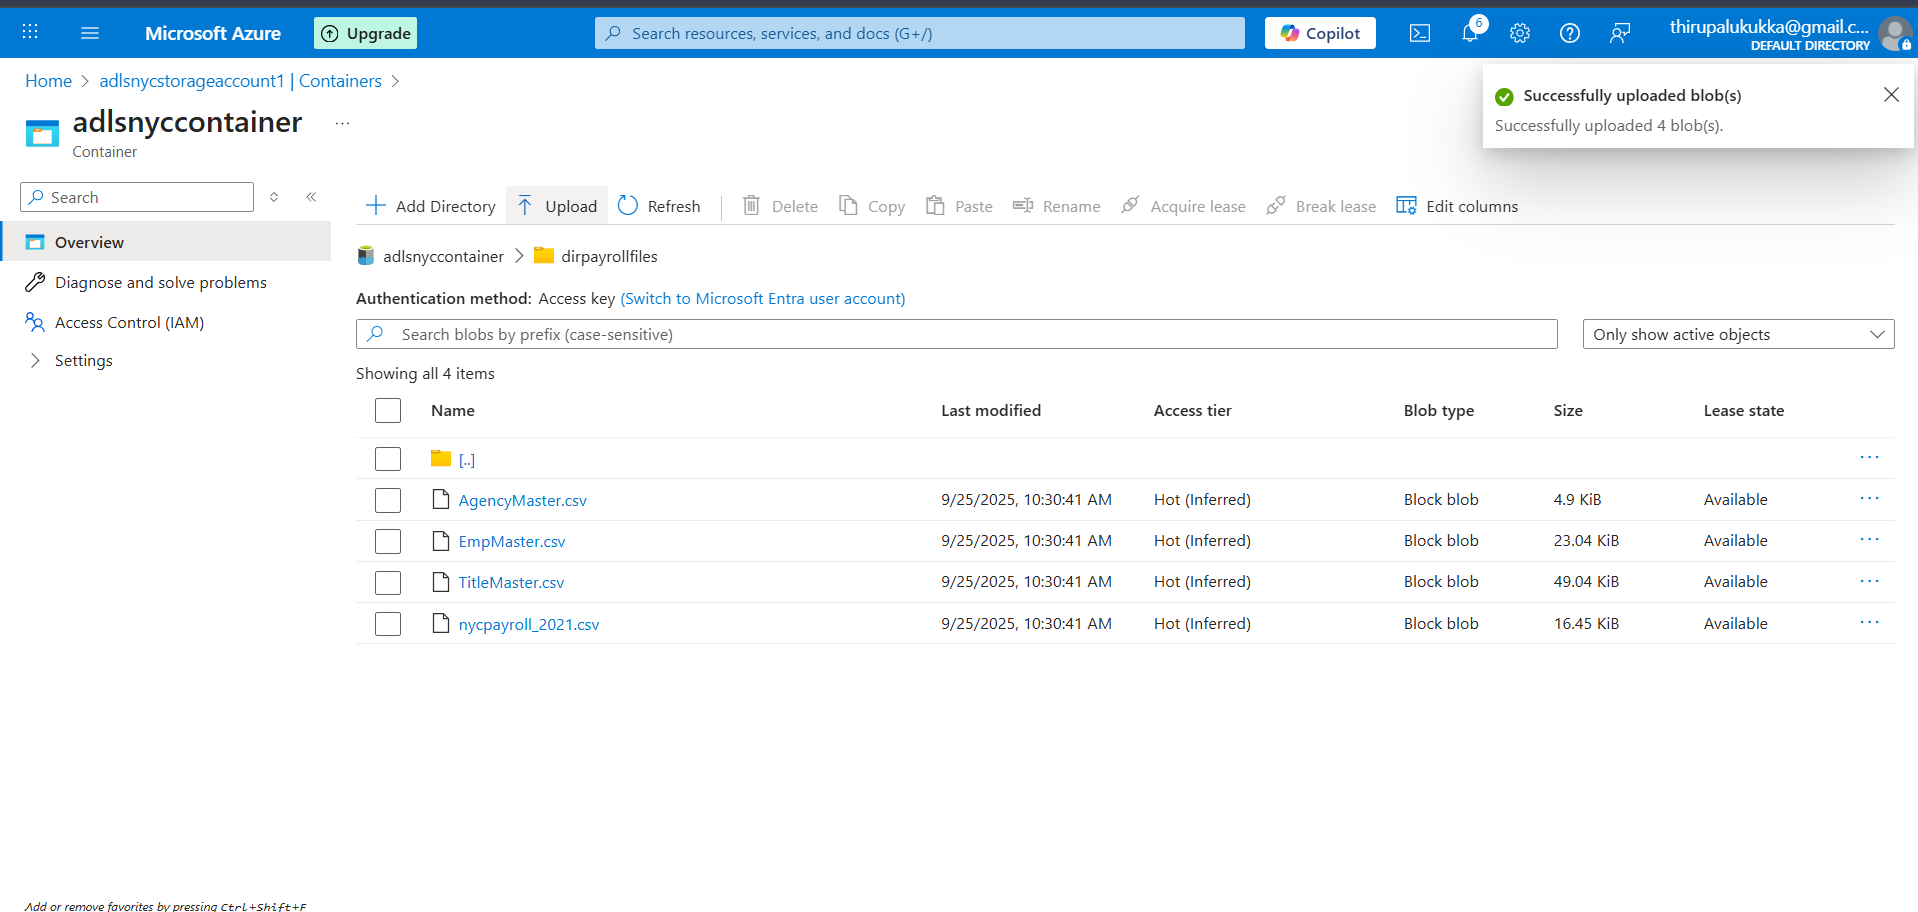 Microsoft Azure
Upgrade
Search resources, services, and docs (G+/)
Copilot
6
thirupalukukka@gmail.c...
DEFAULT DIRECTORY
Home > adlsnycstorageaccount1 | Containers >
Successfully uploaded blob(s)
Successfully uploaded 4 blob(s).
adlsnyccontainer ...
Container
Search
Overview
Diagnose and solve problems
Access Control (IAM)
Settings
Add Directory Upload Refresh Delete Copy Paste Rename Acquire lease Break lease Edit columns
adlsnyccontainer > dirpayrollfiles
Authentication method: Access key (Switch to Microsoft Entra user account)
Search blobs by prefix (case-sensitive)
Only show active objects
Showing all 4 items
Name Last modified Access tier Blob type Size Lease state
[..] ...
AgencyMaster.csv 9/25/2025, 10:30:41 AM Hot (Inferred) Block blob 4.9 KiB Available ...
EmpMaster.csv 9/25/2025, 10:30:41 AM Hot (Inferred) Block blob 23.04 KiB Available ...
TitleMaster.csv 9/25/2025, 10:30:41 AM Hot (Inferred) Block blob 49.04 KiB Available ...
nycpayroll_2021.csv 9/25/2025, 10:30:41 AM Hot (Inferred) Block blob 16.45 KiB Available ...
Add or remove favorites by pressing Ctrl+Shift+F